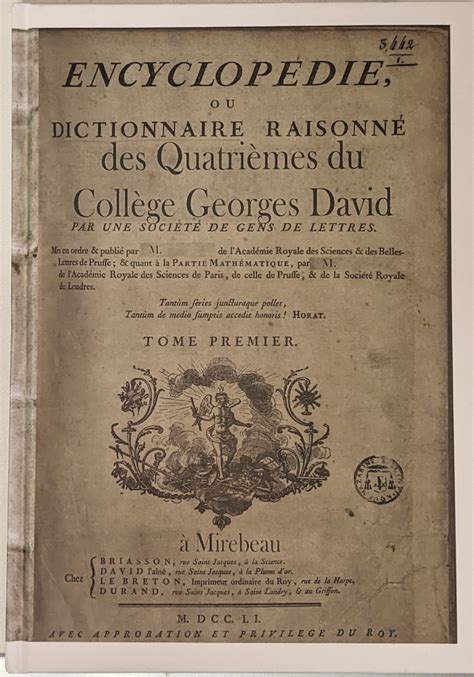 5,442
1.
ENCYCLOPEDIE,
OU
DICTIONNAIRE RAISONNÉ
des Quatrièmes du
Collège Georges David
PAR UNE SOCIÉTÉ DE GENS DE LETTRES.
Mis en ordre & publié par M. de l'Académie Royale des Sciences & des Belles-
Lettres de Prusse ; & quant à la PARTIE MATHÉMATIQUE, par M.
de l'Académie Royale des Sciences de Paris, de celle de Prusse, & de la Société Royale
de Londres.
Tantùm series juncturaque pollet,
Tantùm de medio sumptis accedit honoris ! HORAT.
TOME PREMIER.
à Mirebeau
Chez
BRIASSON, rue Saint Jacques, à la Science.
DAVID l'aîné, rue Saint Jacques, à la Plume d'or.
LE BRETON, Imprimeur ordinaire du Roy, rue de la Harpe.
DURAND, rue Saint Jacques, à Saint Landry, & au Griffon.
M. DCC. LI.
AVEC APPROBATION ET PRIVILEGE DU ROY.